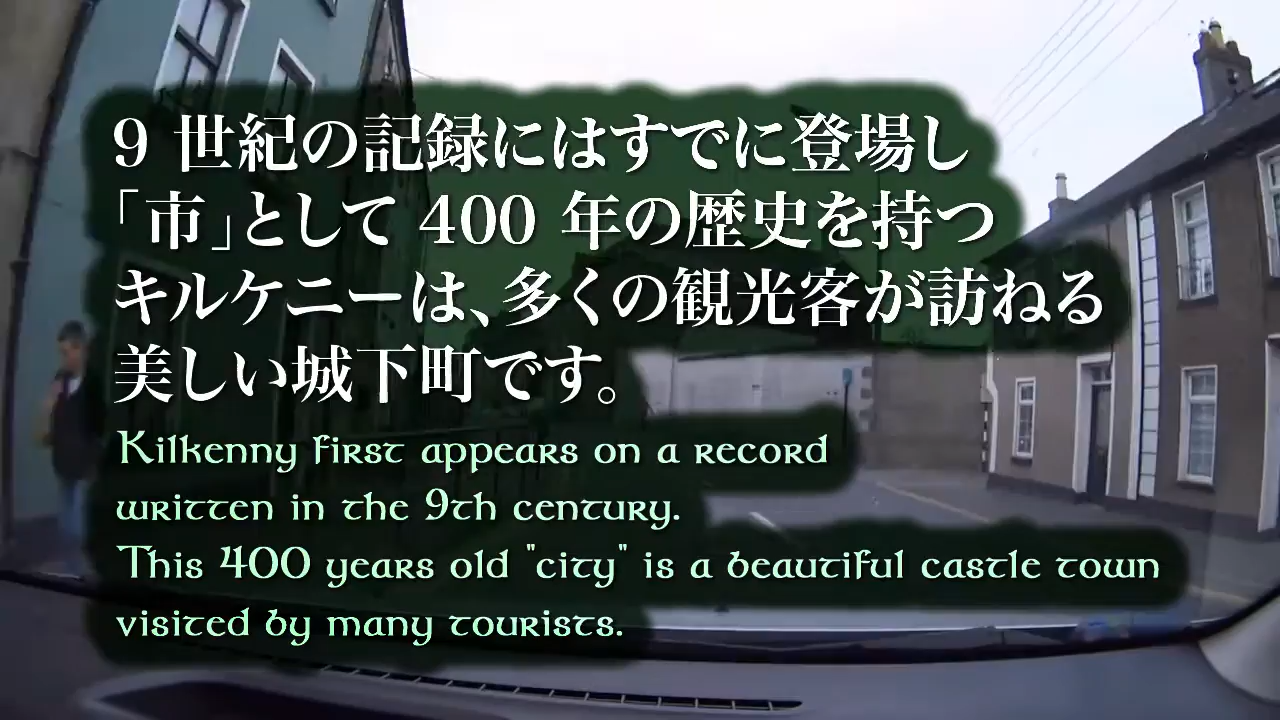 9 世紀の記録にはすでに登場し
「市」として 400 年の歴史を持つ
キルケニーは、多くの観光客が訪ねる
美しい城下町です。
Kilkenny first appears on a record
written in the 9th century.
This 400 years old "city" is a beautiful castle town
visited by many tourists.